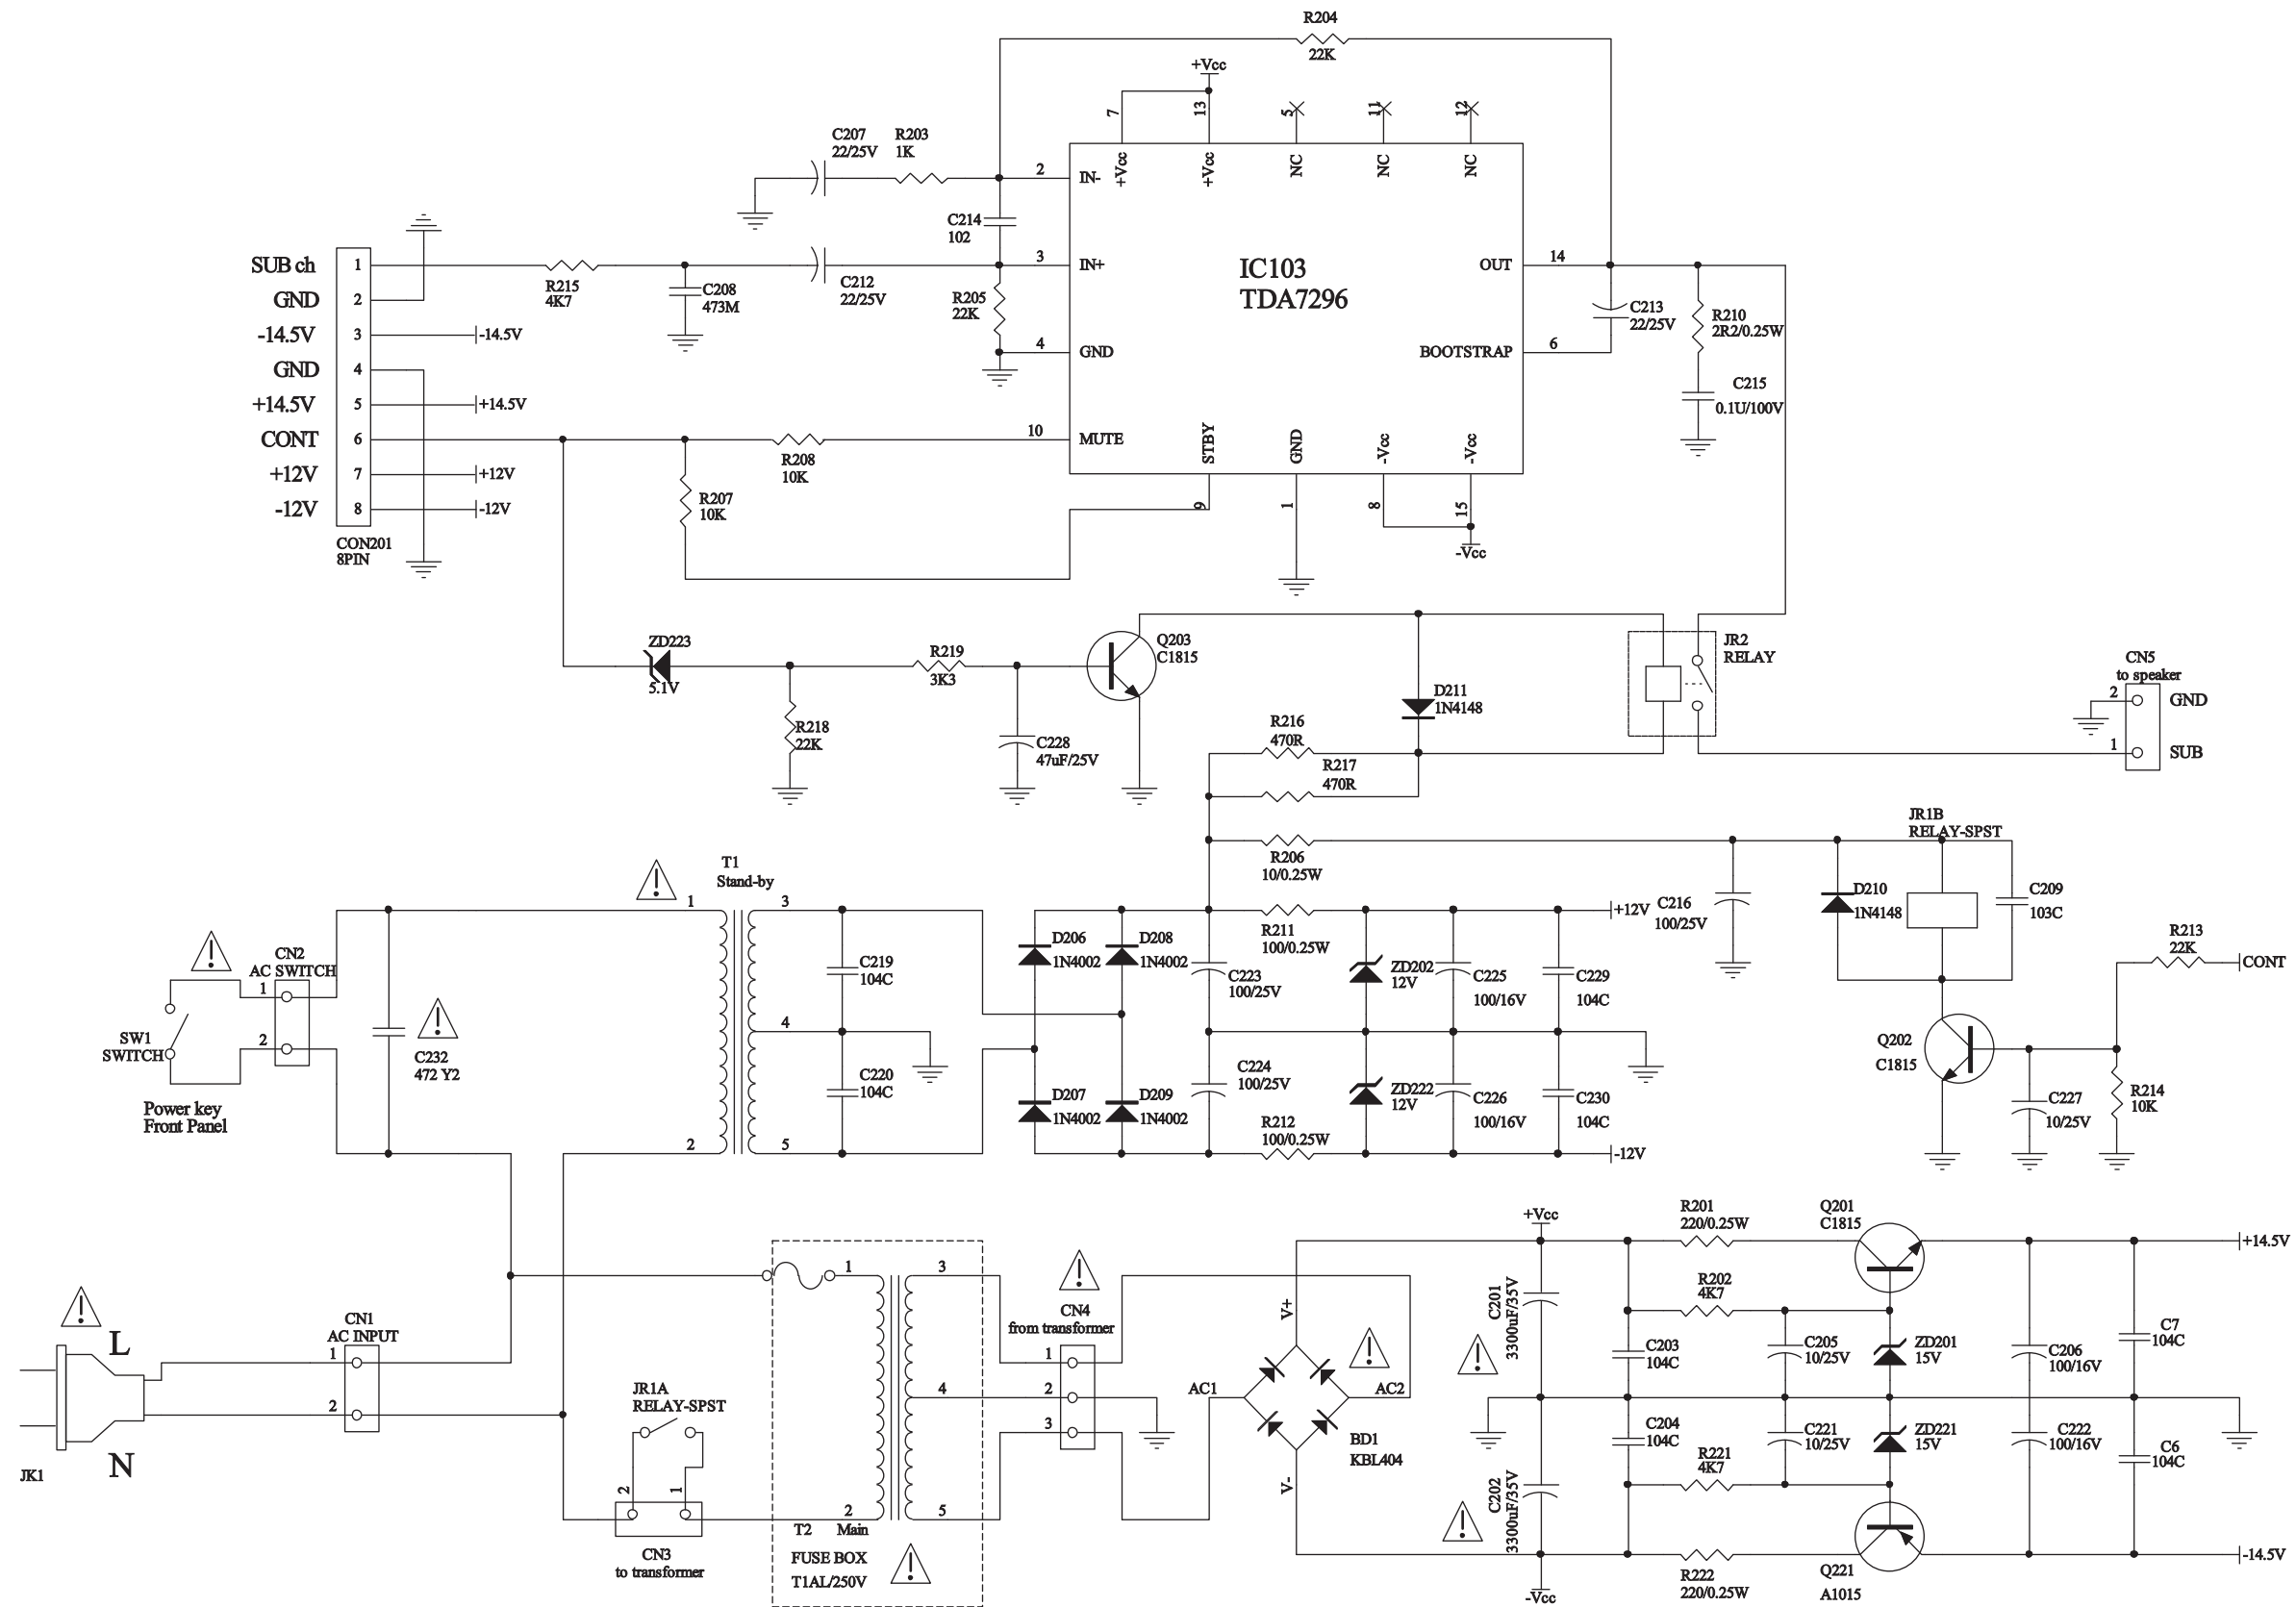 R204
22K
+Vcc
7
13
5
11
12
C207
22/25V
R203
1K
2
IN-
+Vcc
+Vcc
NC
NC
NC
C214
102
SUB ch
1
R215
4K7
C208
473M
C212
22/25V
3
IN+
R205
22K
IC103
TDA7296
OUT
14
GND
2
-14.5V
3
-14.5V
4
GND
BOOTSTRAP
6
C213
22/25V
R210
2R2/0.25W
GND
4
+14.5V
5
+14.5V
C215
0.1U/100V
CONT
6
R208
10K
10
MUTE
STBY
GND
-Vcc
-Vcc
+12V
7
+12V
-12V
8
-12V
R207
10K
9
1
8
15
-Vcc
CON201
8PIN
ZD223
5.1V
R219
3K3
Q203
C1815
R218
22K
C228
47uF/25V
D211
1N4148
JR2
RELAY
CN5
to speaker
2
GND
1
SUB
R216
470R
R217
470R
R206
10/0.25W
JR1B
RELAY-SPST
T1
Stand-by
1
3
R211
100/0.25W
+12V
C216
100/25V
D210
1N4148
C209
103C
R213
22K
CONT
CN2
AC SWITCH
1
2
SW1
SWITCH
Power key
Front Panel
C232
472 Y2
C219
104C
4
C220
104C
2
5
D206
1N4002
D208
1N4002
D207
1N4002
D209
1N4002
C223
100/25V
C224
100/25V
ZD202
12V
ZD222
12V
C225
100/16V
C226
100/16V
C229
104C
C230
104C
R212
100/0.25W
-12V
Q202
C1815
C227
10/25V
R214
10K
L
N
JK1
CN1
AC INPUT
1
2
JR1A
RELAY-SPST
2
1
CN3
to transformer
1
2
T2
Main
FUSE BOX
T1AL/250V
3
4
5
CN4
from transformer
1
2
3
AC1
AC2
V+
V-
BD1
KBL404
+Vcc
C201
3300uF/35V
C202
3300uF/35V
-Vcc
R201
220/0.25W
Q201
C1815
+14.5V
R202
4K7
C203
104C
C205
10/25V
ZD201
15V
C206
100/16V
C7
104C
C204
104C
C221
10/25V
ZD221
15V
C222
100/16V
C6
104C
R221
4K7
R222
220/0.25W
Q221
A1015
-14.5V